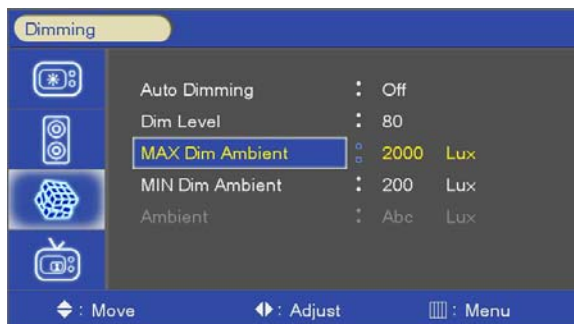 Dimming
Auto Dimming : Off
Dim Level : 80
MAX Dim Ambient : 2000 Lux
MIN Dim Ambient : 200 Lux
Ambient : Abc Lux
: Move : Adjust : Menu